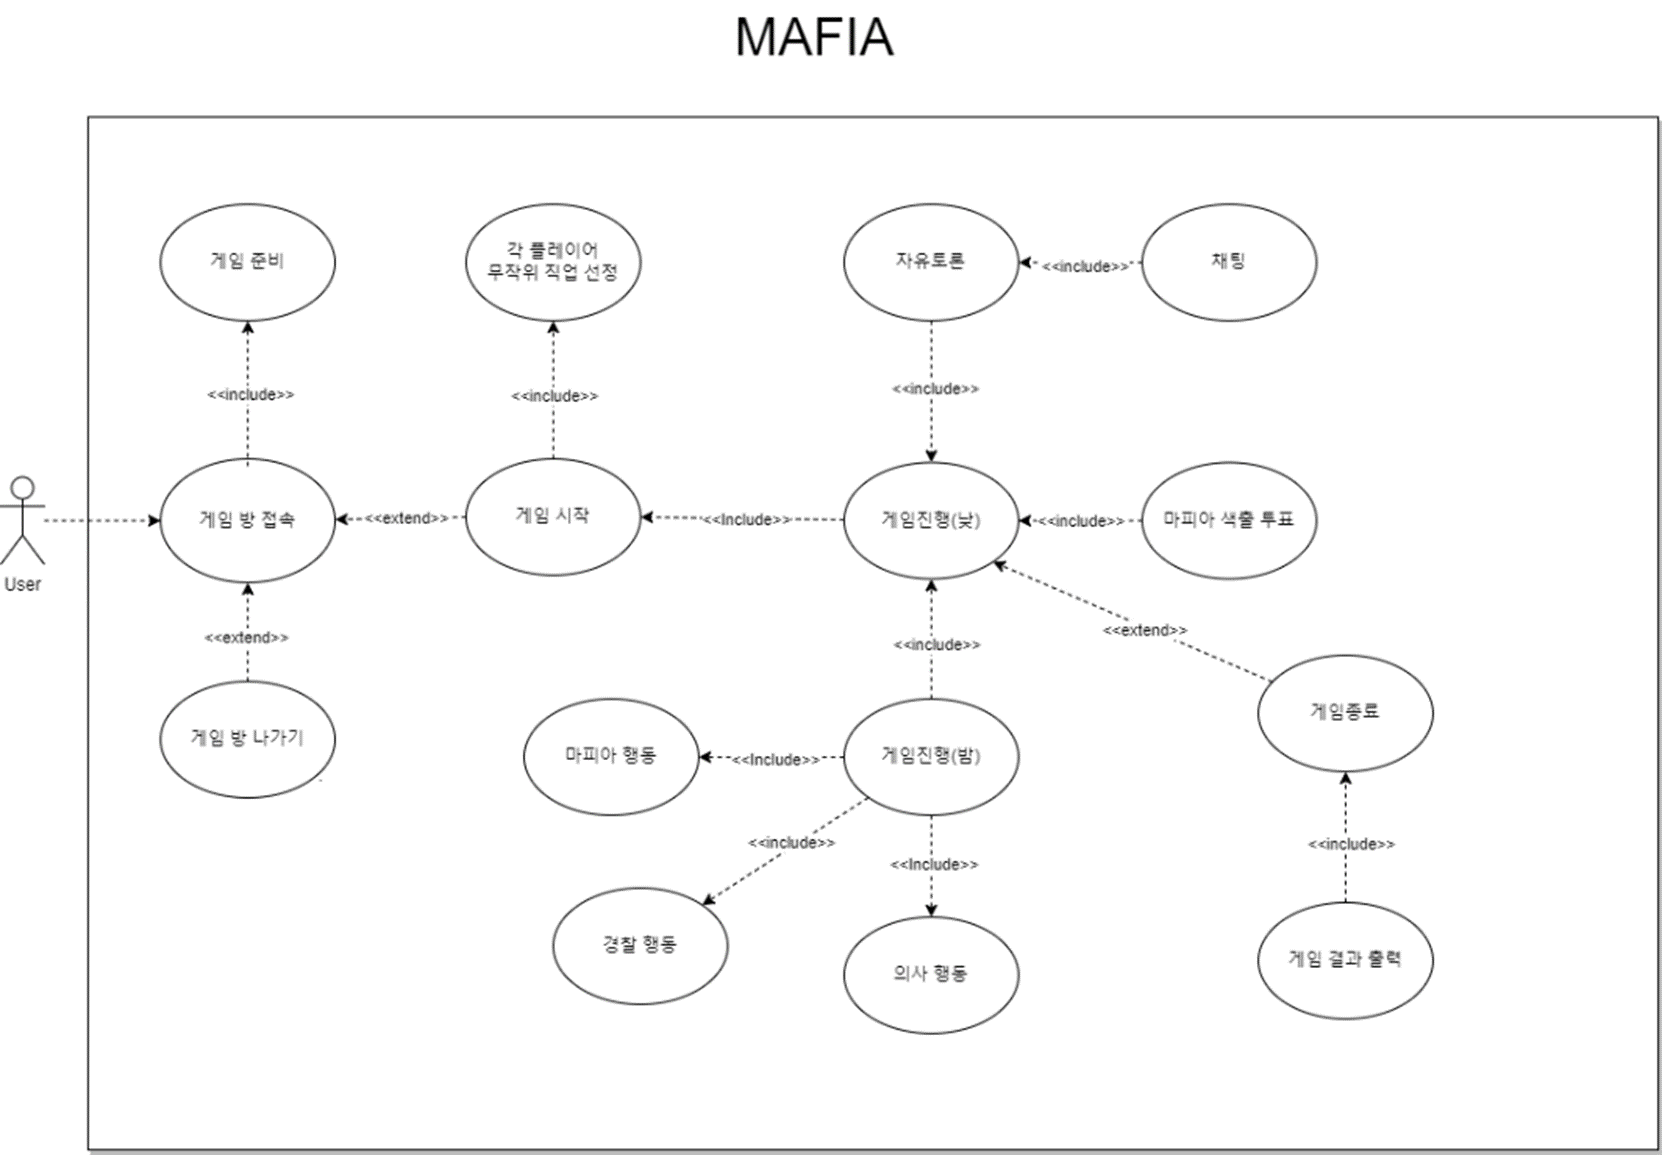 MAFIA
게임 준비
각 플레이어
무작위 직업 선정
자유토론
<<include>>
채팅
<<include>>
<<include>>
<<include>>
User
게임 방 접속
<<extend>>
게임 시작
<<Include>>
게임진행(낮)
<<include>>
마피아 색출 투표
<<extend>>
<<include>>
<<extend>>
게임 방 나가기
마피아 행동
<<Include>>
게임진행(밤)
게임종료
<<include>>
<<Include>>
<<include>>
경찰 행동
의사 행동
게임 결과 출력